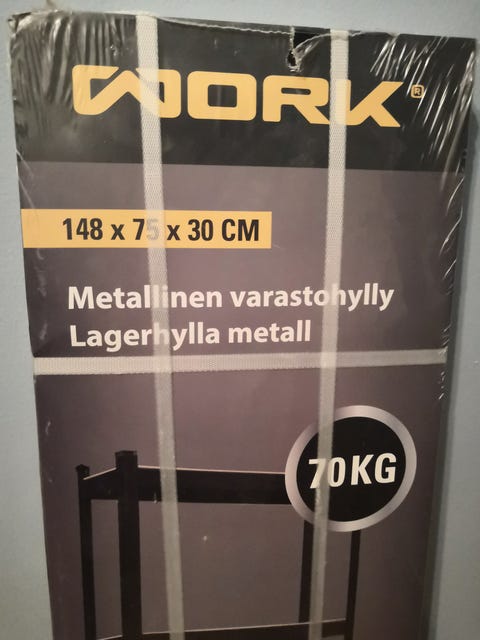 WORK®
148 x 75 x 30 CM
Metallinen varastohylly
Lagerhylla metall
70KG